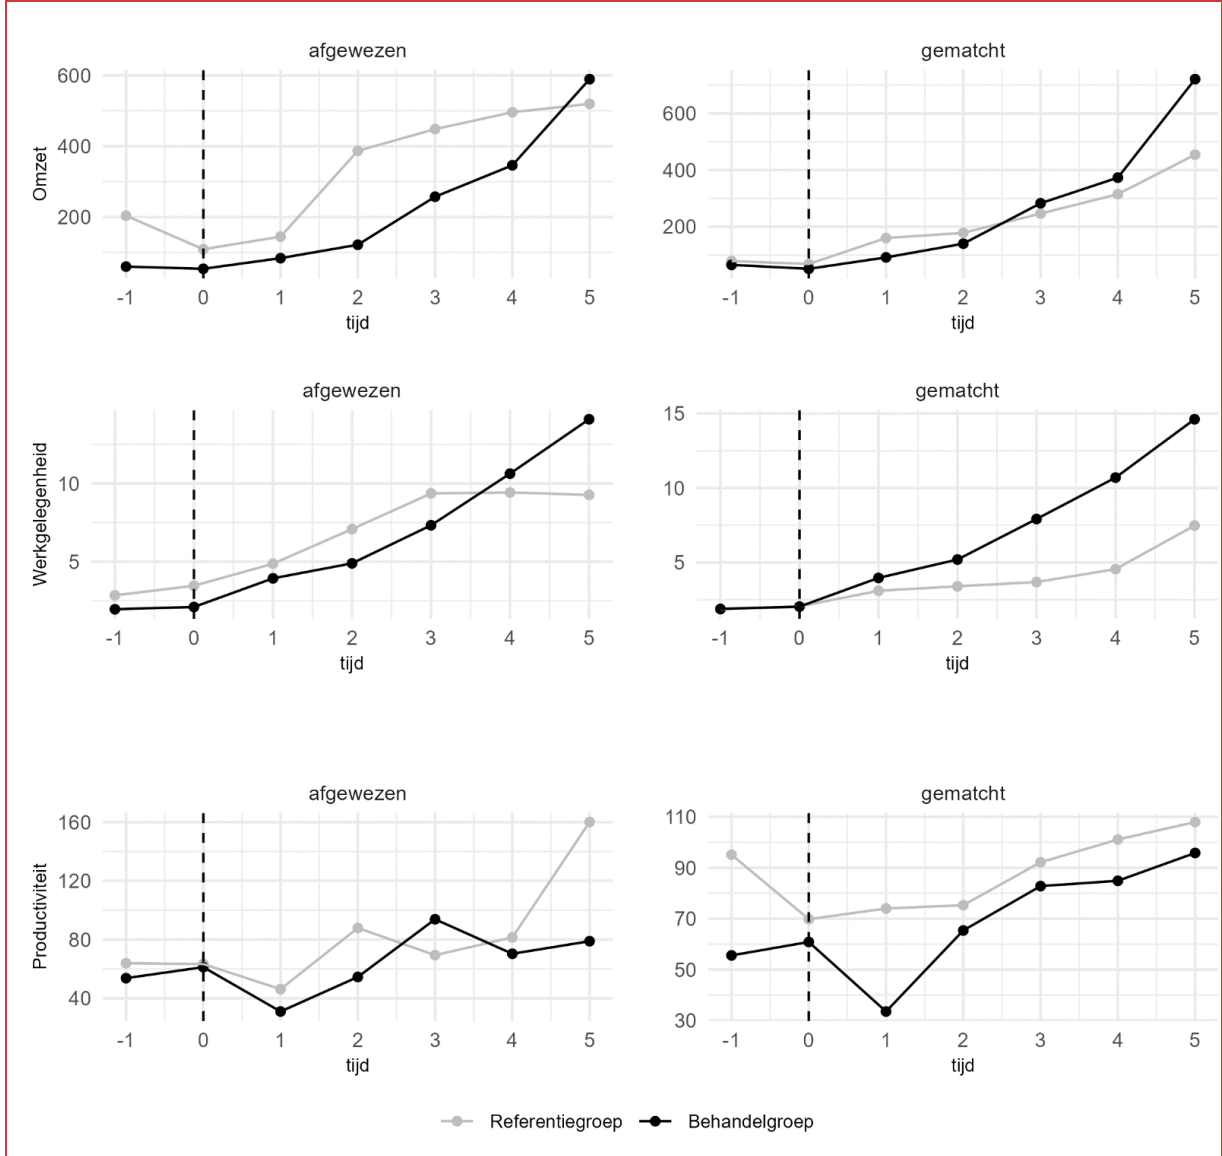 afgewezen
gematcht
600
400
200
Omzet
-1 0 1 2 3 4 5
tijd
600
400
200
-1 0 1 2 3 4 5
tijd
afgewezen
gematcht
10
5
Werkgelegenheid
-1 0 1 2 3 4 5
tijd
15
10
5
-1 0 1 2 3 4 5
tijd
afgewezen
gematcht
160
120
80
40
Productiviteit
-1 0 1 2 3 4 5
tijd
110
90
70
50
30
-1 0 1 2 3 4 5
tijd
Referentiegroep Behandelgroep